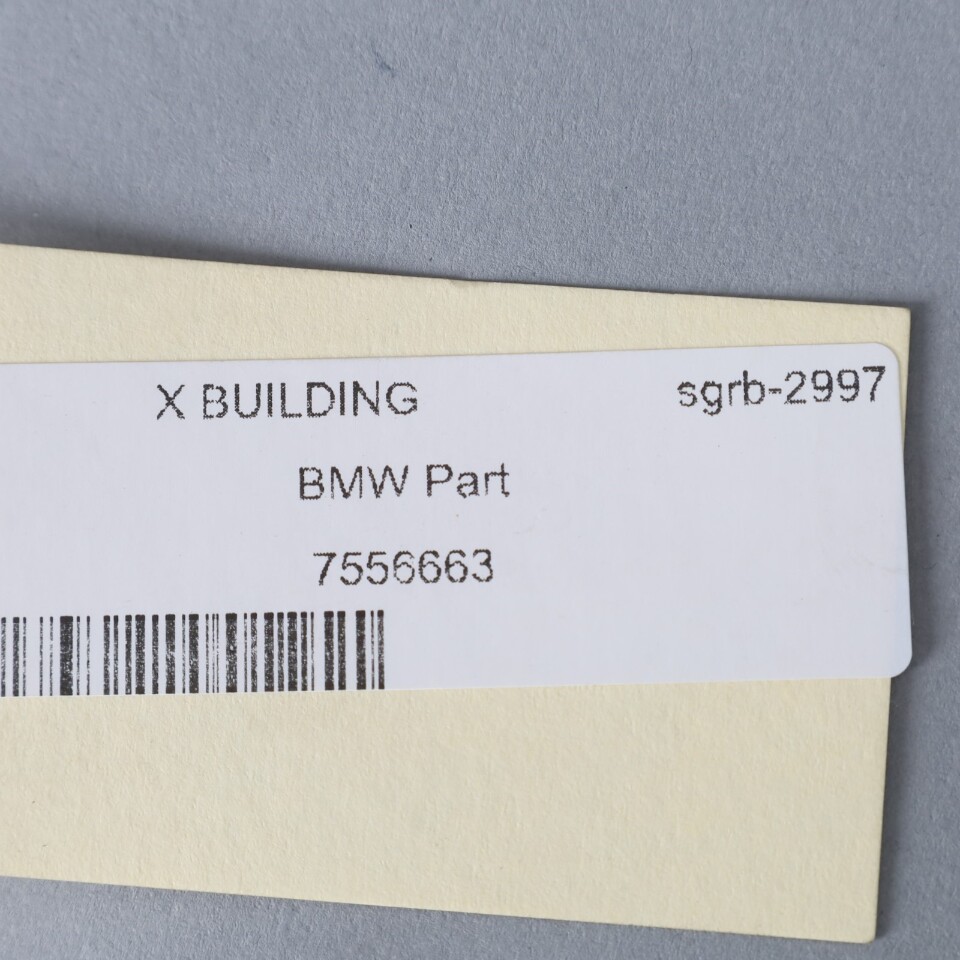 X BUILDING sgrb-2997
BMW Part
7556663